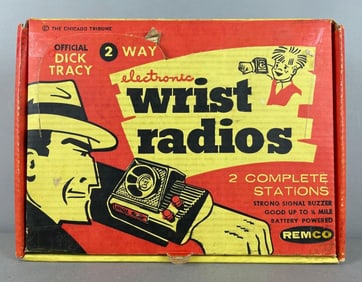 © THE CHICAGO TRIBUNE
OFFICIAL
DICK
TRACY
2 WAY
electronic
wrist
radios
2 COMPLETE
STATIONS
STRONG SIGNAL BUZZER
GOOD UP TO ½ MILE
BATTERY POWERED
REMCO